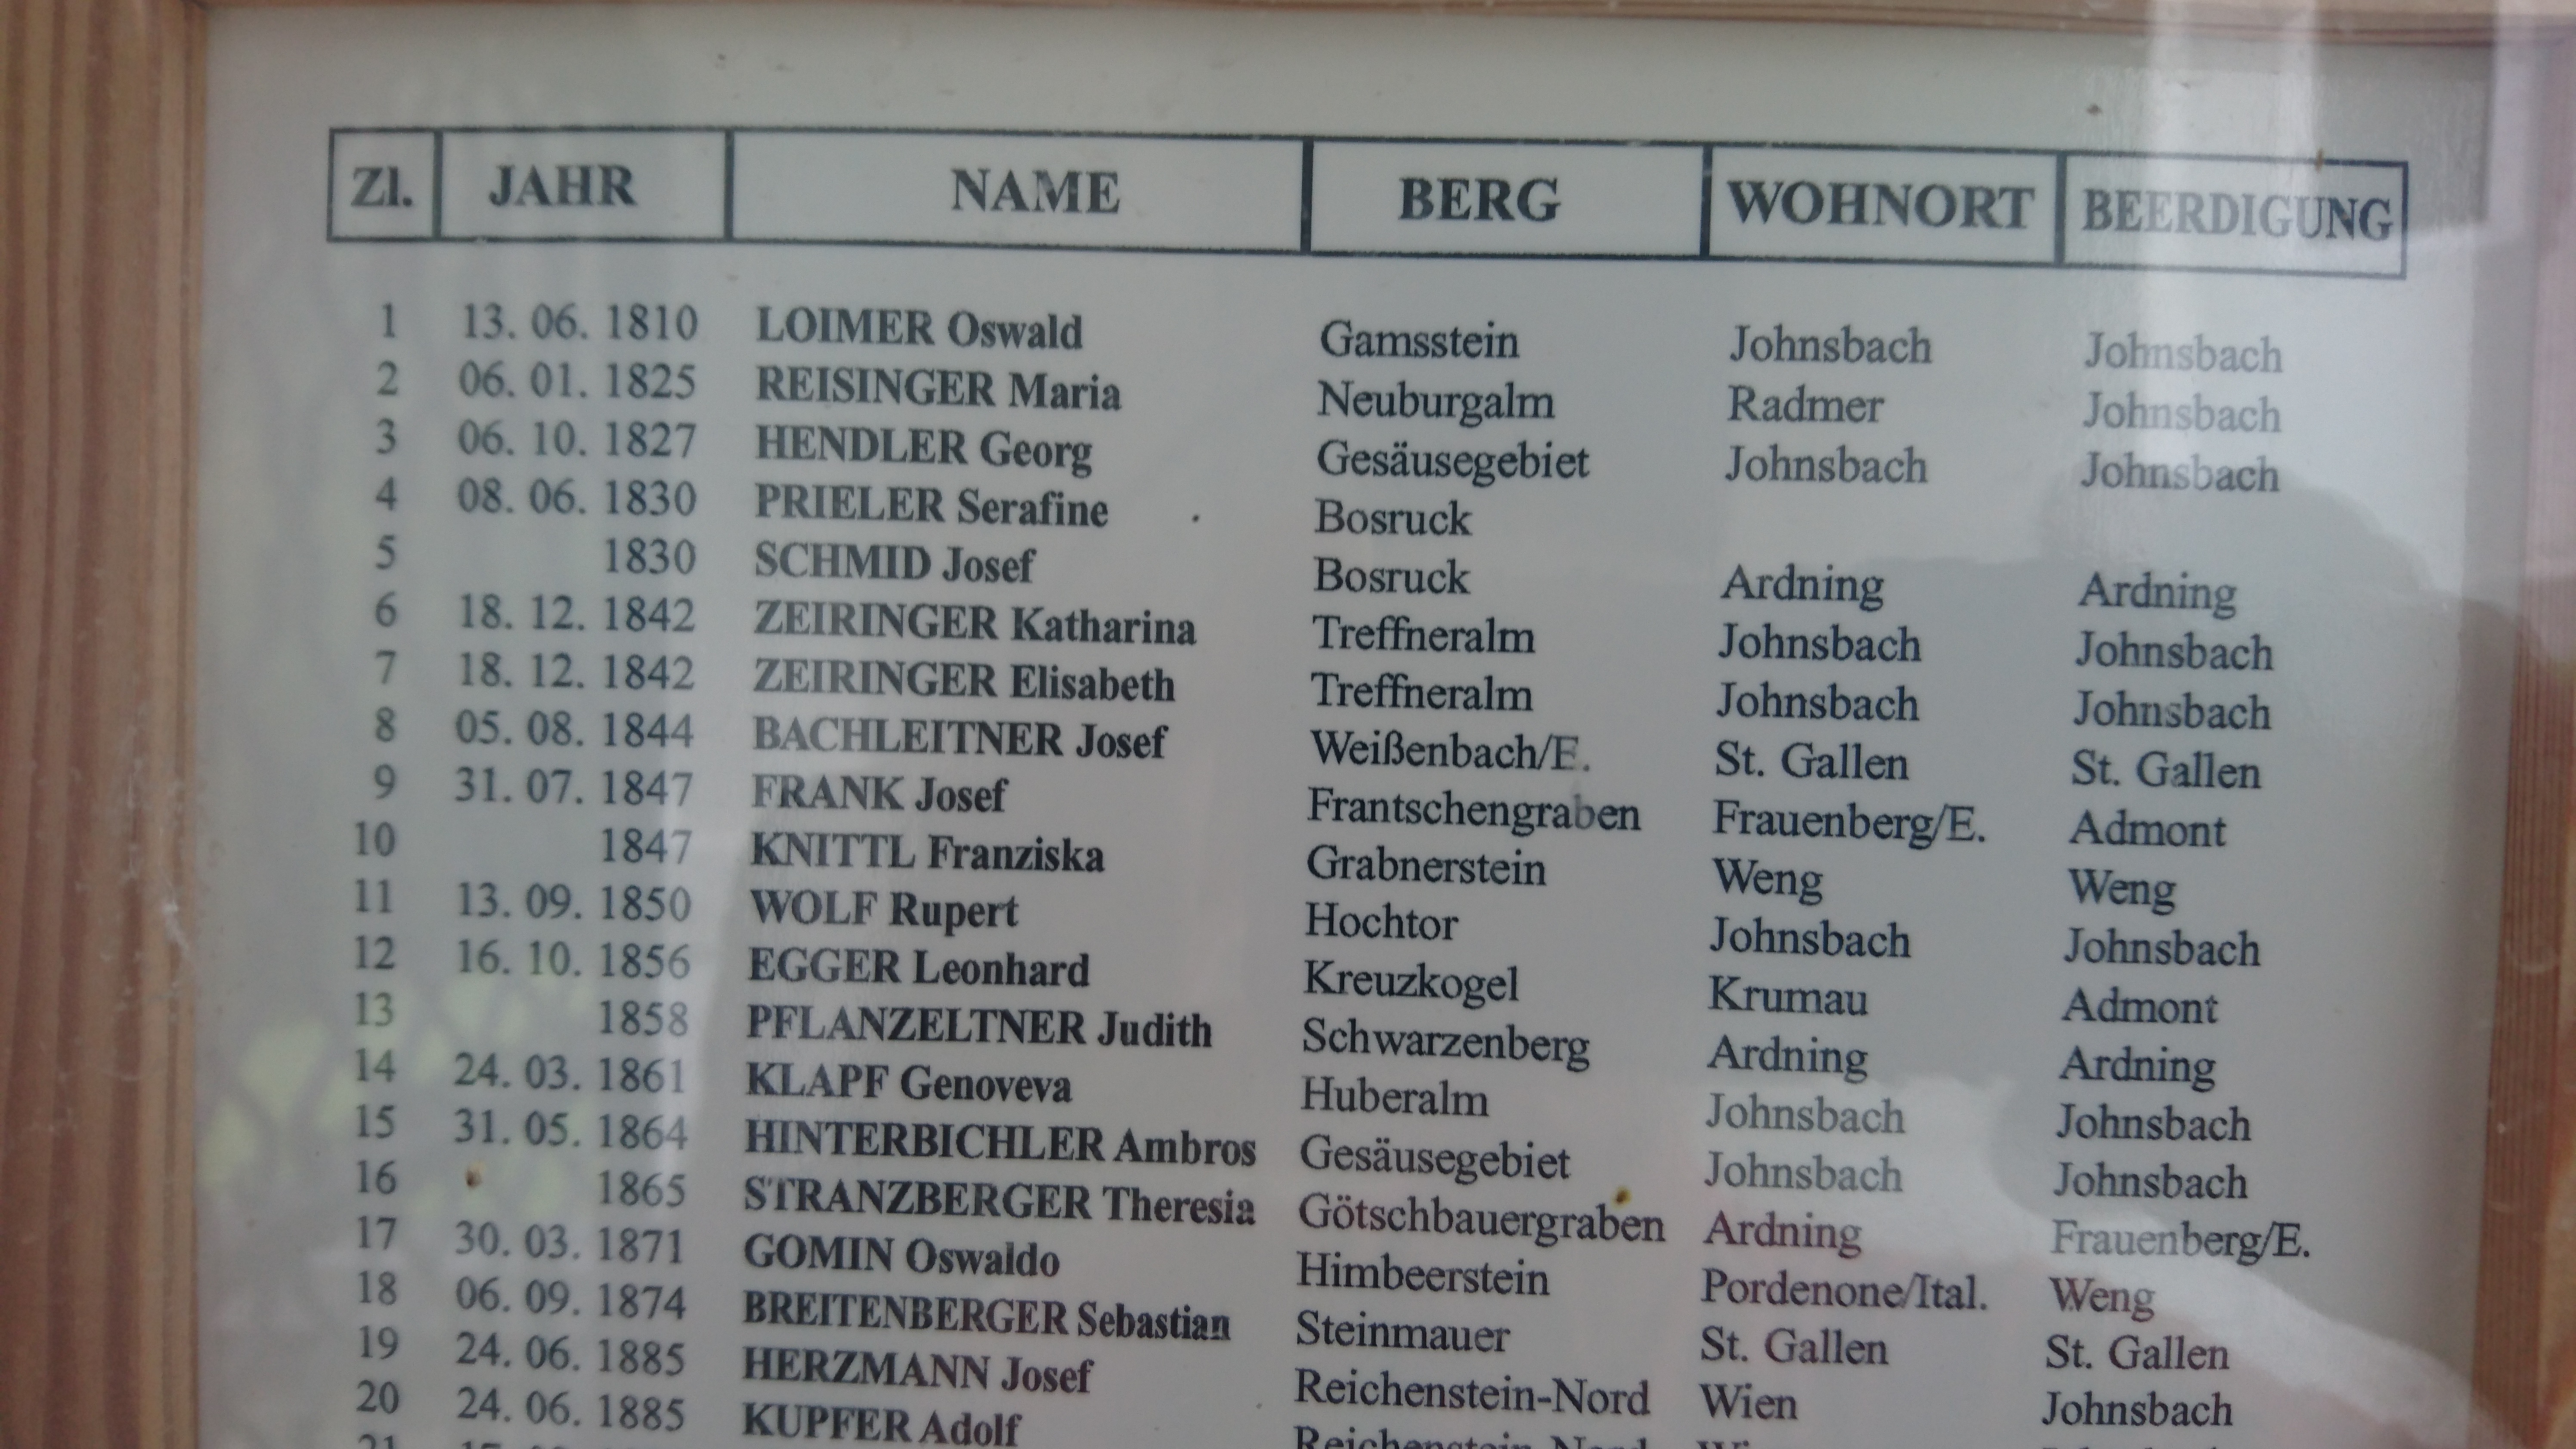 Zl. JAHR NAME BERG WOHNORT BEERDIGUNG
1 13. 06. 1810 LOIMER Oswald Gamsstein Johnsbach Johnsbach
2 06. 01. 1825 REISINGER Maria Neuburgalm Radmer Johnsbach
3 06. 10. 1827 HENDLER Georg Gesäusegebiet Johnsbach Johnsbach
4 08. 06. 1830 PRIELER Serafine Bosruck
5 1830 SCHMID Josef Bosruck Ardning Ardning
6 18. 12. 1842 ZEIRINGER Katharina Treffneralm Johnsbach Johnsbach
7 18. 12. 1842 ZEIRINGER Elisabeth Treffneralm Johnsbach Johnsbach
8 05. 08. 1844 BACHLEITNER Josef Weißenbach/E. St. Gallen St. Gallen
9 31. 07. 1847 FRANK Josef Frantschengraben Frauenberg/E. Admont
10 1847 KNITTL Franziska Grabnerstein Weng Weng
11 13. 09. 1850 WOLF Rupert Hochtor Johnsbach Johnsbach
12 16. 10. 1856 EGGER Leonhard Kreuzkogel Krumau Admont
13 1858 PFLANZELTNER Judith Schwarzenberg Ardning Ardning
14 24. 03. 1861 KLAPF Genoveva Huberalm Johnsbach Johnsbach
15 31. 05. 1864 HINTERBICHLER Ambros Gesäusegebiet Johnsbach Johnsbach
16 1865 STRANZBERGER Theresia Götschbauergraben Ardning Frauenberg/E.
17 30. 03. 1871 GOMIN Oswaldo Himbeerstein Pordenone/Ital. Weng
18 06. 09. 1874 BREITENBERGER Sebastian Steinmauer St. Gallen St. Gallen
19 24. 06. 1885 HERZMANN Josef Reichenstein-Nord Wien Johnsbach
20 24. 06. 1885 KUPFER Adolf Reichenstein-Nord